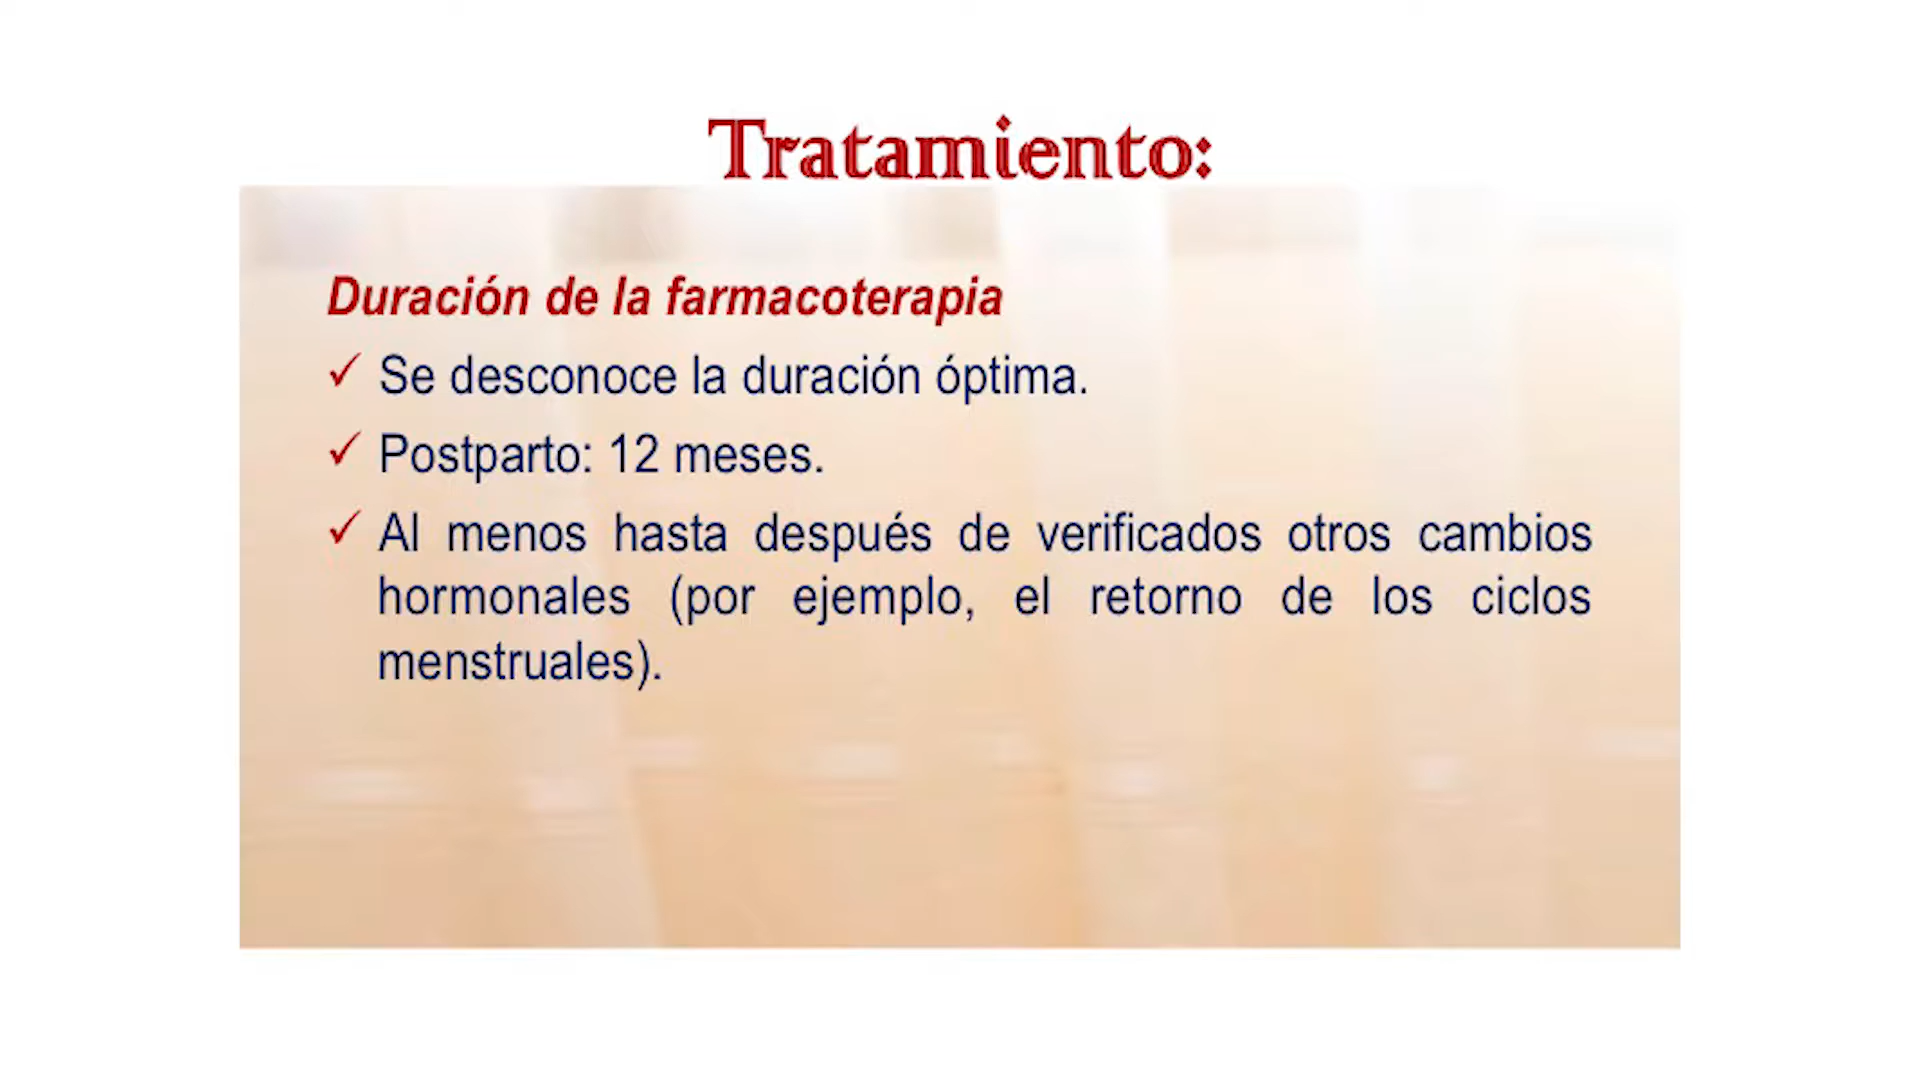 Tratamiento:
Duración de la farmacoterapia
✓ Se desconoce la duración óptima.
✓ Postparto: 12 meses.
✓ Al menos hasta después de verificados otros cambios
hormonales (por ejemplo, el retorno de los ciclos
menstruales).